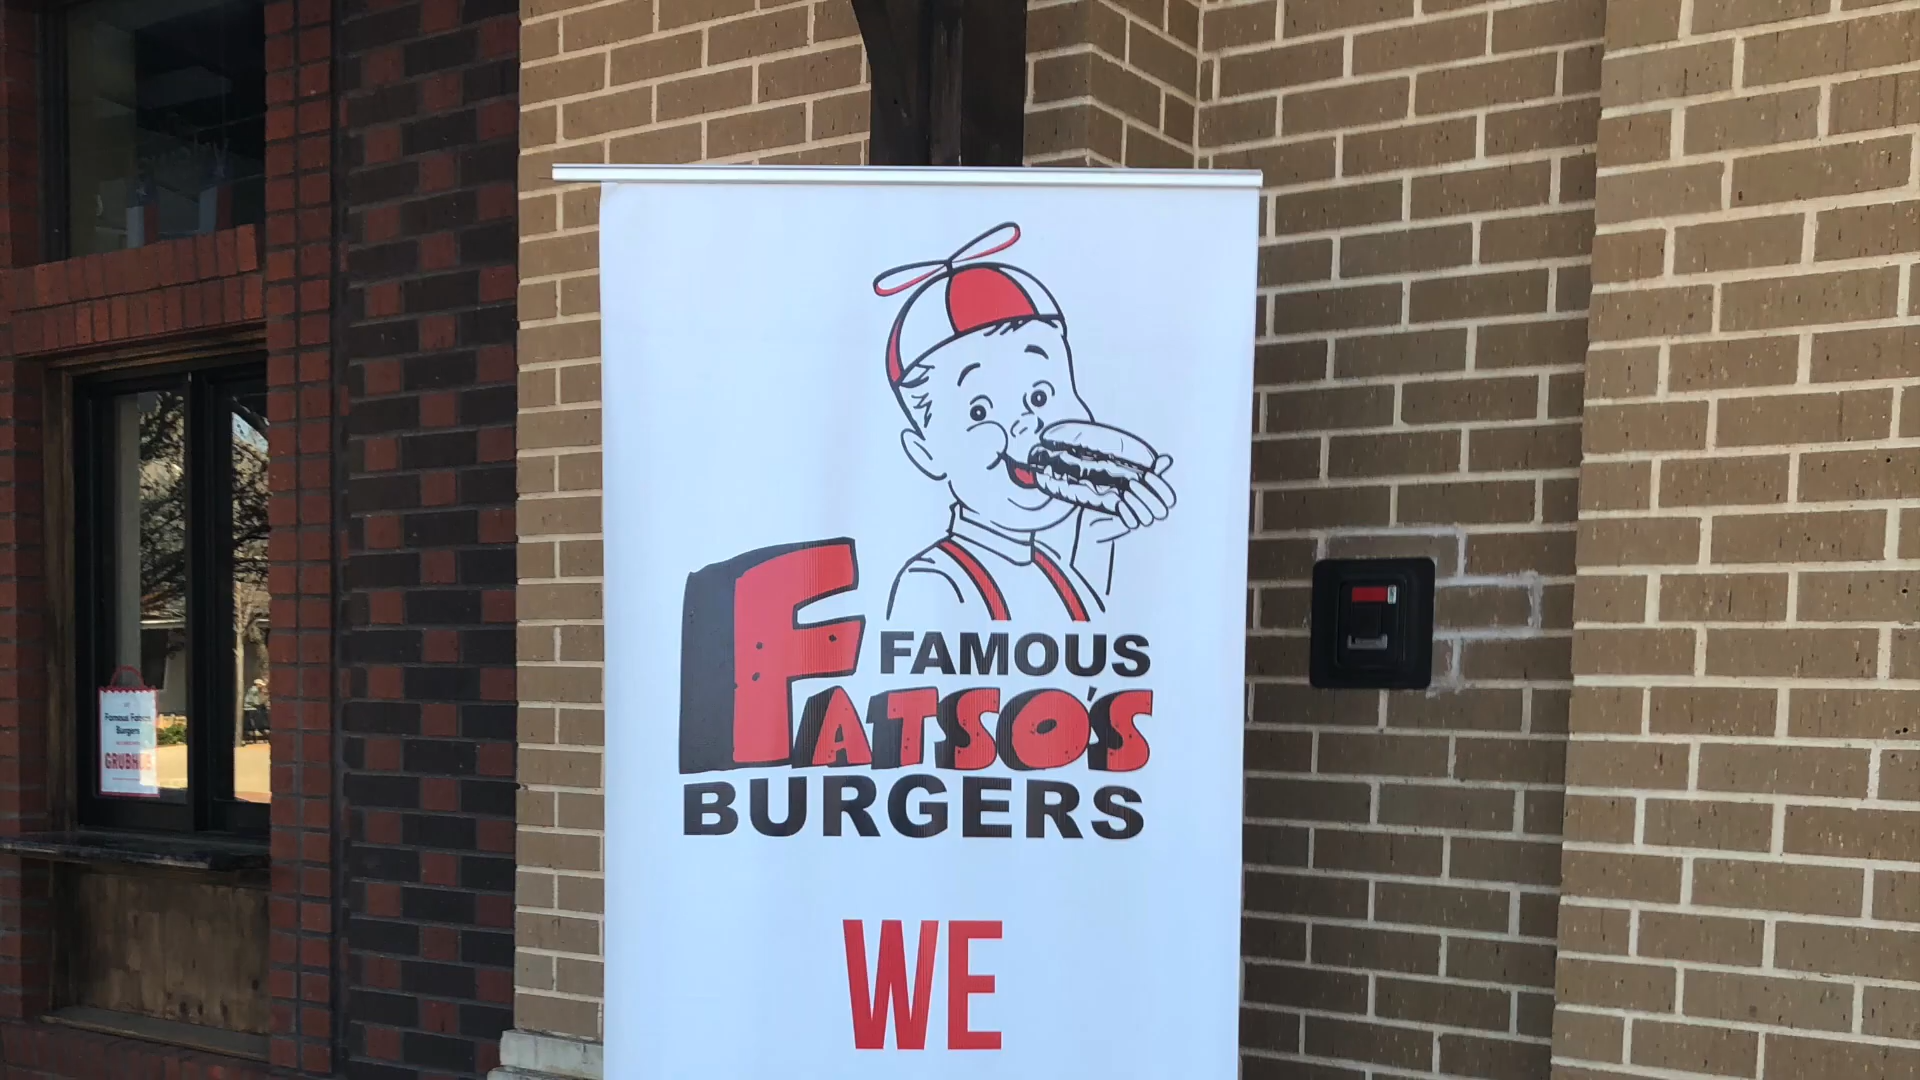 FAMOUS
FATSO'S
BURGERS
WE
Famous Fatso's
Burgers
GRUBHUB